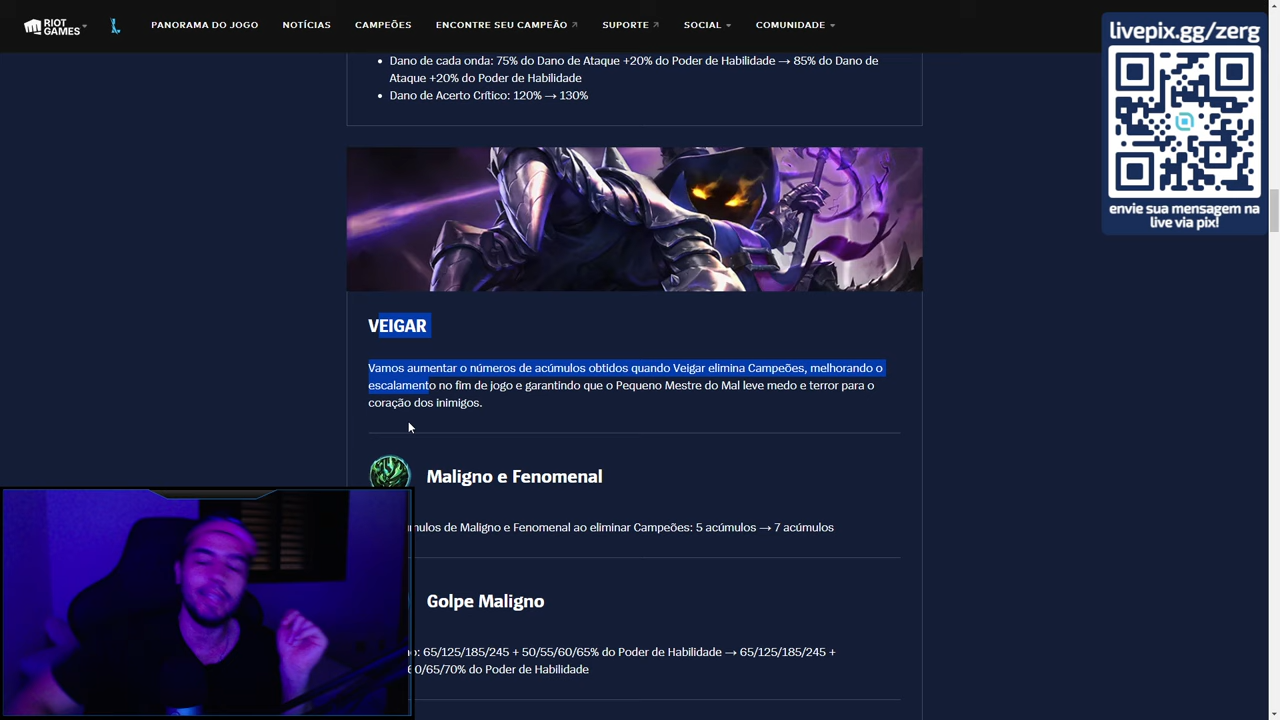 RIOT GAMES
PANORAMA DO JOGO NOTÍCIAS CAMPEÕES ENCONTRE SEU CAMPEÃO SUPORTE SOCIAL COMUNIDADE
livepix.gg/zerg
envie sua mensagem na
live via pix!
Dano de cada 75% do Dano de Ataque +20% do Poder de Habilidade → 85% do Dano de
Ataque +20% do Poder de Habilidade
Dano de Acerto Crítico: 120% → 130%
VEIGAR
Vamos aumentar o números de acúmulos obtidos quando Veigar elimina Campeões, melhorando o
escalamento no fim de jogo e garantindo que o Pequeno Mestre do Mal leve medo e terror para o
coração dos inimigos.
Maligno e Fenomenal
mulos de Maligno e Fenomenal ao eliminar Campeões: 5 acúmulos → 7 acúmulos
Golpe Maligno
o: 65/125/185/245 + 50/55/60/65% do Poder de Habilidade → 65/125/185/245 +
60/65/70% do Poder de Habilidade